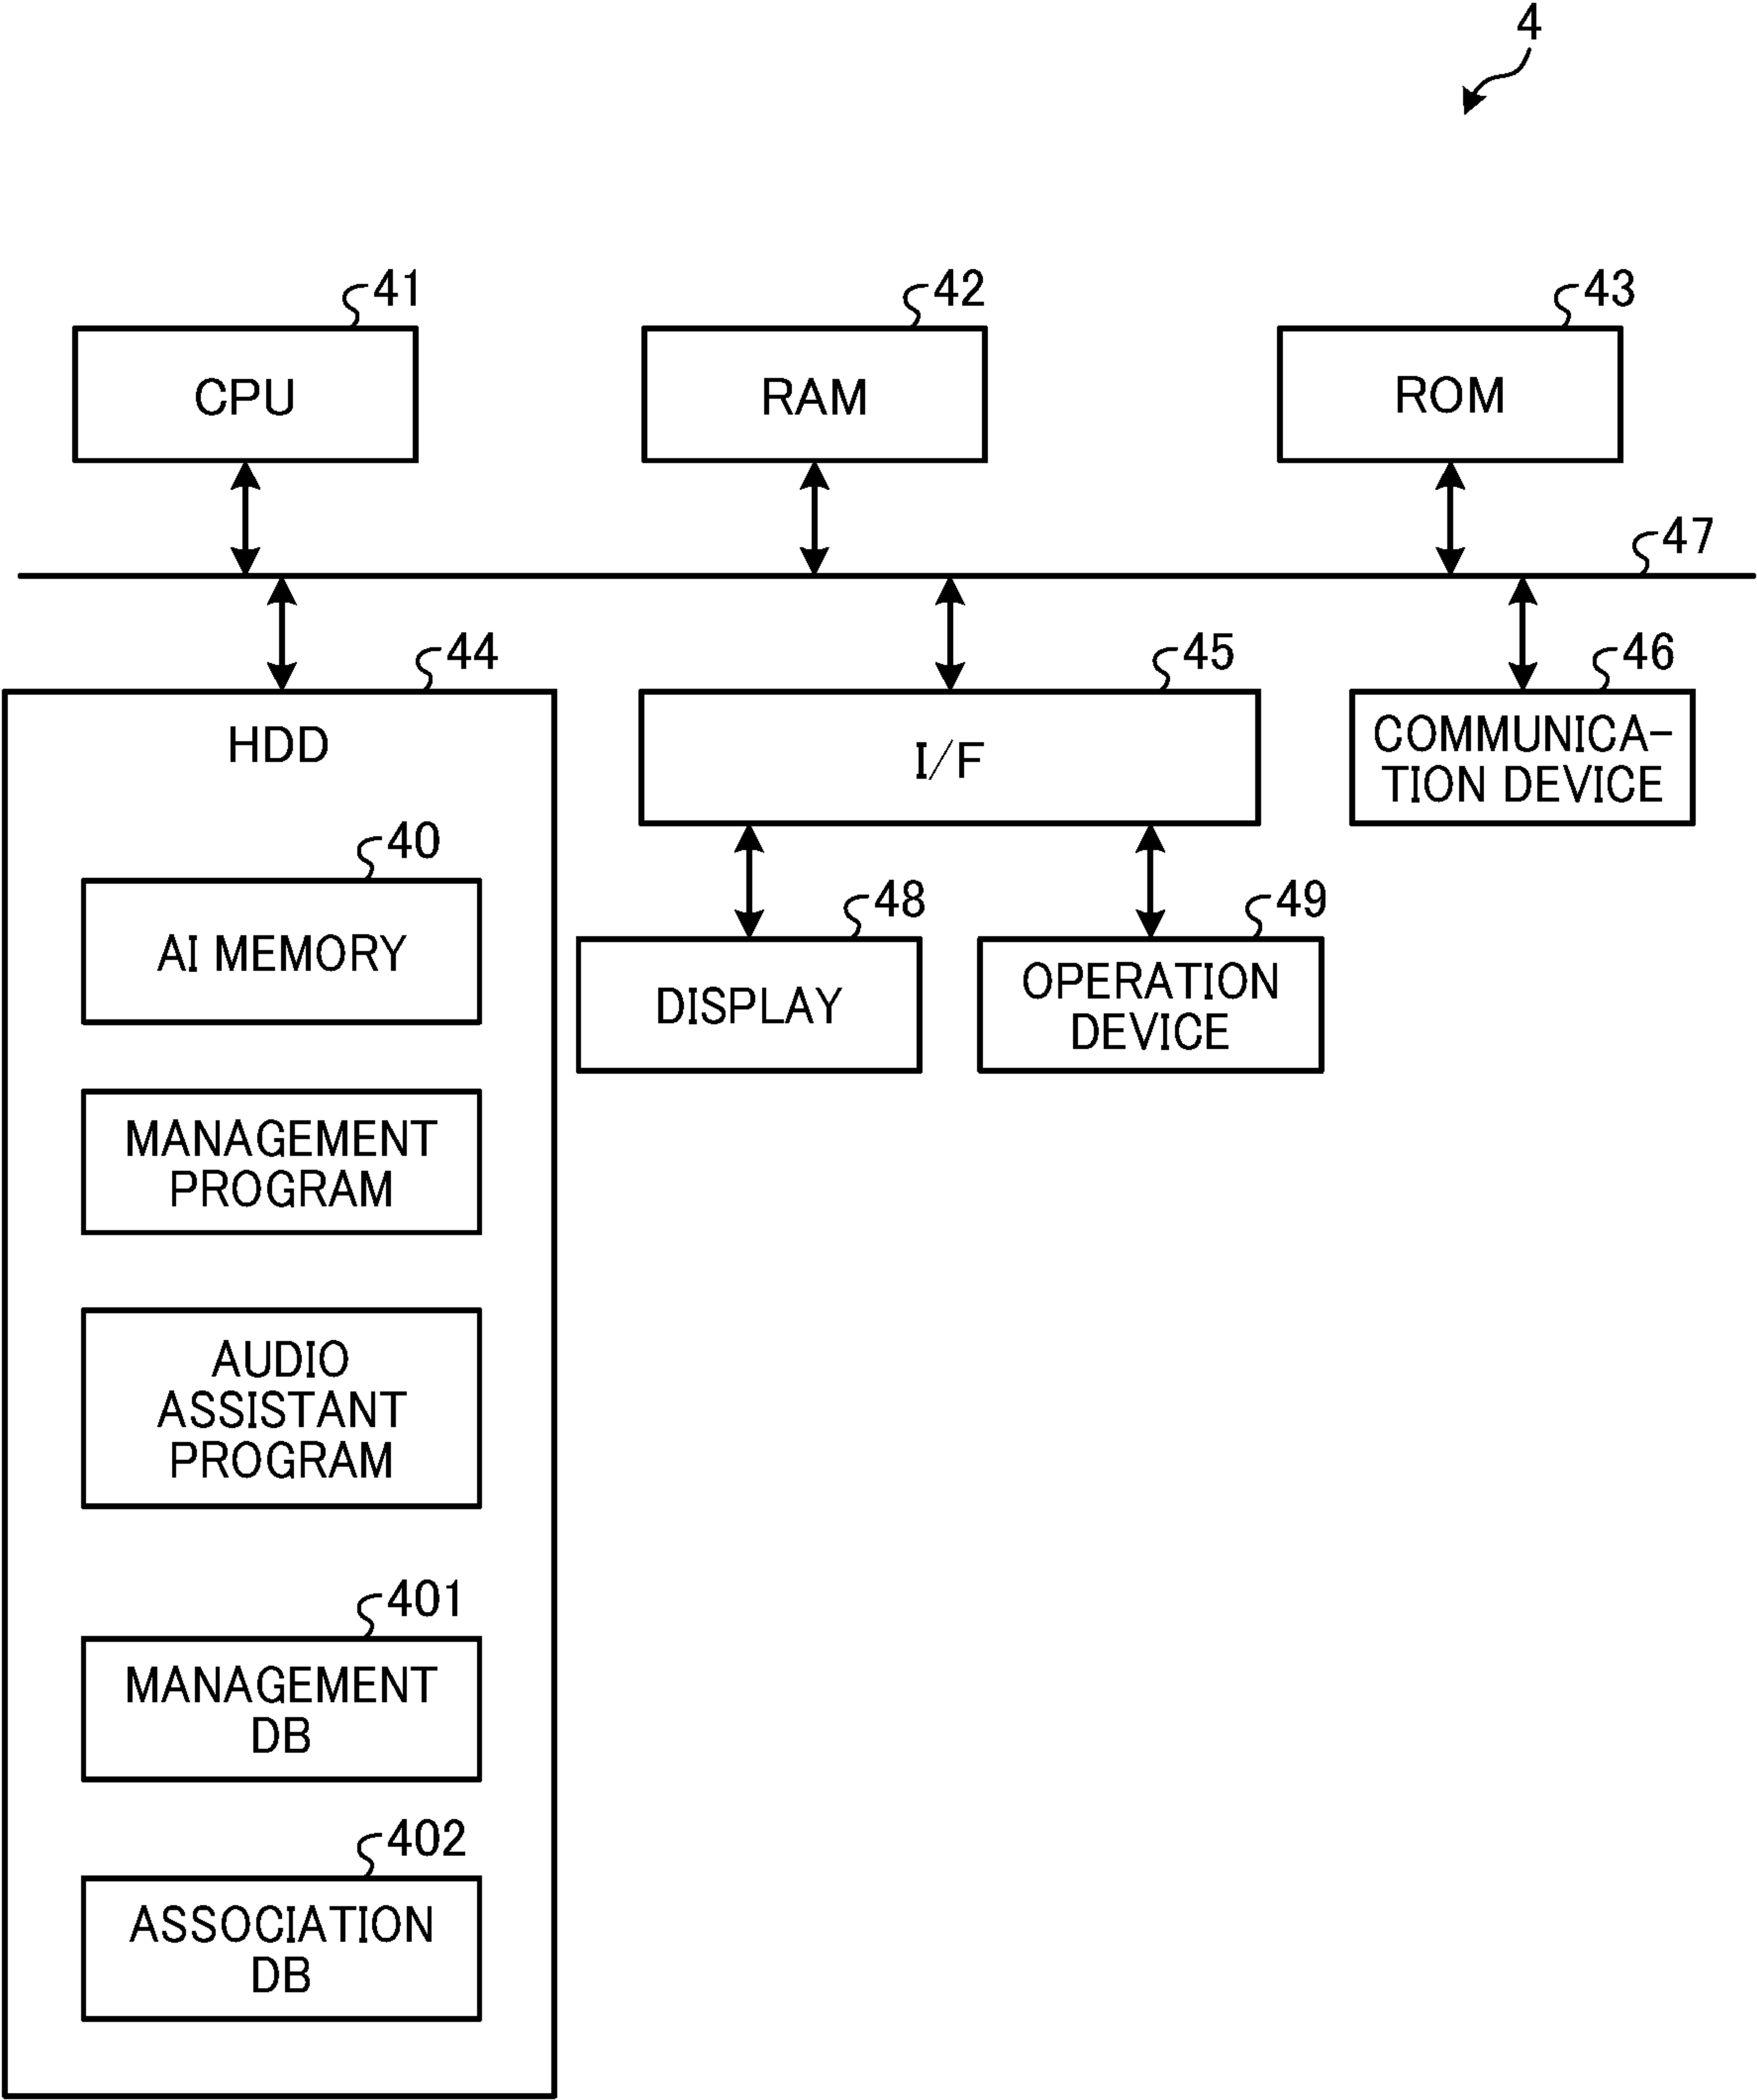 4
41
CPU
42
RAM
43
ROM
47
44
HDD
40
AI MEMORY
MANAGEMENT
PROGRAM
AUDIO
ASSISTANT
PROGRAM
401
MANAGEMENT
DB
402
ASSOCIATION
DB
45
I/F
48
DISPLAY
49
OPERATION
DEVICE
46
COMMUNICA-
TION DEVICE